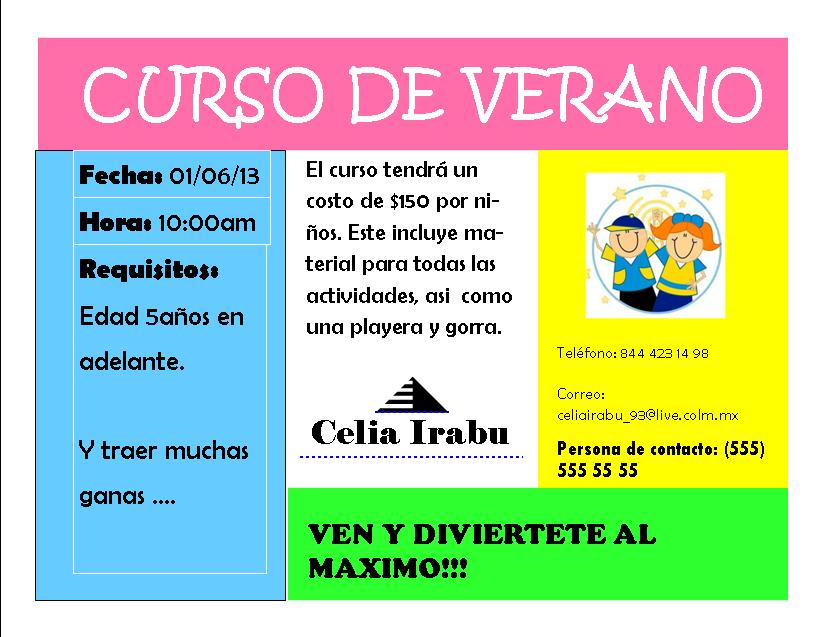 CURSO DE VERANO
Fecha: 01/06/13
Hora: 10:00am
Requisitos:
Edad 5años en
adelante.
Y traer muchas
ganas ....
El curso tendrá un
costo de $150 por ni-
ños. Este incluye ma-
terial para todas las
actividades, asi como
una playera y gorra.
Celia Irabu
Teléfono: 844 423 14 98
Correo:
celiairabu_93@live.colm.mx
Persona de contacto: (555)
555 55 55
VEN Y DIVIERTETE AL
MAXIMO!!!